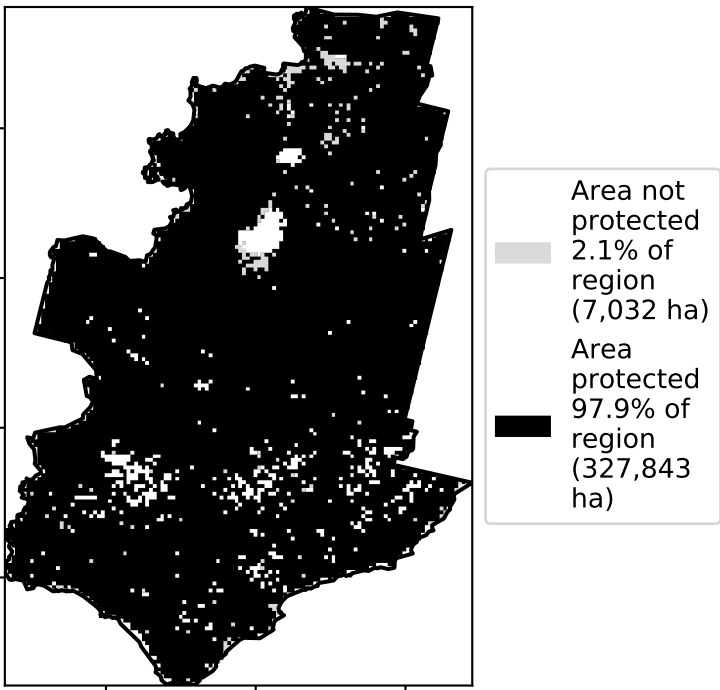 Area not
protected
2.1% of
region
(7,032 ha)
Area
protected
97.9% of
region
(327,843
ha)